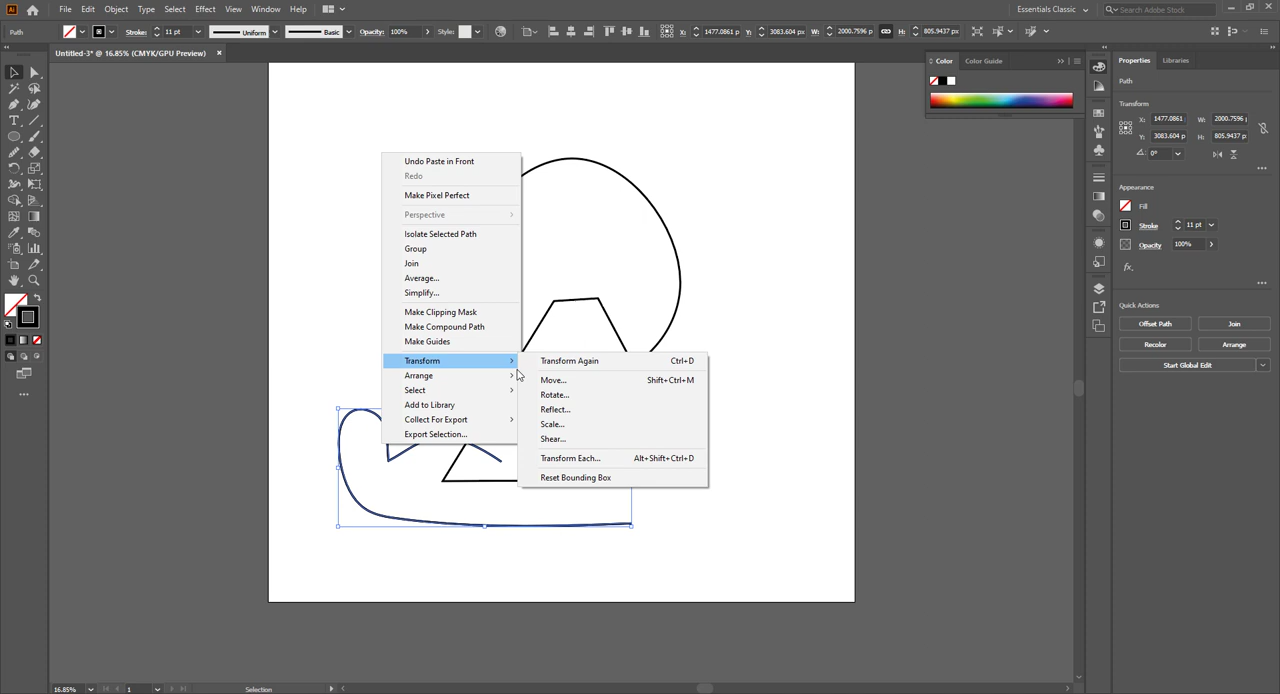 Ai File Edit Object Type Select Effect View Window Help Essentials Classic Search Adobe Stock
Path Stroke: 11 pt Uniform Basic Opacity: 100% Style: X: 1477.0861 p Y: 3083.604 px W: 2000.7596 p H: 805.9437 px
Untitled-3* @ 16.85% (CMYK/GPU Preview) ×
Color Color Guide
Properties Libraries
Path
Transform
X: 1477.0861 W: 2000.7596
Y: 3083.604 p H: 805.9437 p
0°
Appearance
Fill
Stroke 11 pt
Opacity 100%
fx.
Quick Actions
Offset Path Join
Recolor Arrange
Start Global Edit
Undo Paste in Front
Redo
Make Pixel Perfect
Perspective
Isolate Selected Path
Group
Join
Average...
Simplify...
Make Clipping Mask
Make Compound Path
Make Guides
Transform
Arrange
Select
Add to Library
Collect For Export
Export Selection...
Transform Again Ctrl+D
Move... Shift+Ctrl+M
Rotate...
Reflect...
Scale...
Shear...
Transform Each... Alt+Shift+Ctrl+D
Reset Bounding Box
16.85% 1 Selection